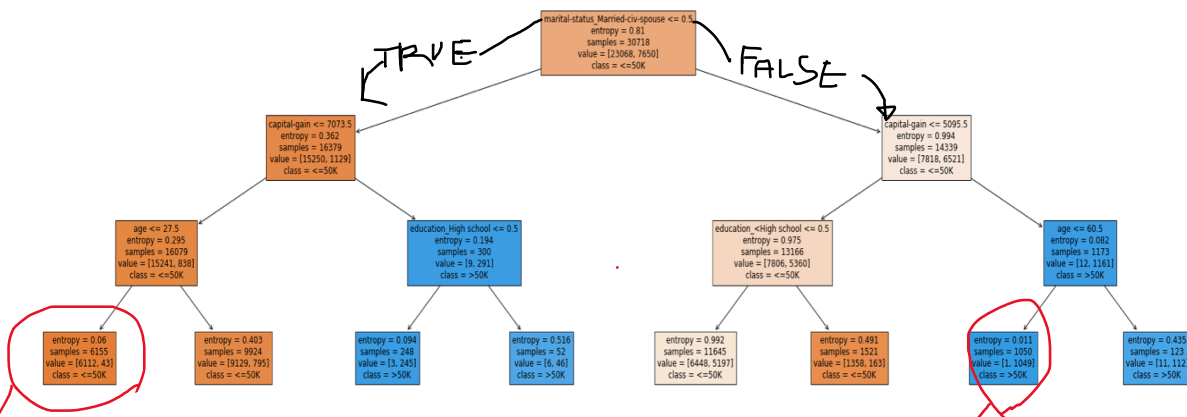 marital-status_Married-civ-spouse <= 0.5
entropy = 0.81
samples = 30718
value = [23068, 7650]
class = <=50K
TRUE
FALSE
capital-gain <= 7073.5
entropy = 0.362
samples = 16379
value = [15250, 1129]
class = <=50K
capital-gain <= 5095.5
entropy = 0.994
samples = 14339
value = [7818, 6521]
class = <=50K
age <= 27.5
entropy = 0.295
samples = 16079
value = [15241, 838]
class = <=50K
education_High school <= 0.5
entropy = 0.194
samples = 300
value = [9, 291]
class = >50K
education_<High school <= 0.5
entropy = 0.975
samples = 13166
value = [7806, 5360]
class = <=50K
age <= 60.5
entropy = 0.082
samples = 1173
value = [12, 1161]
class = >50K
entropy = 0.06
samples = 6155
value = [6112, 43]
class = <=50K
entropy = 0.403
samples = 9924
value = [9129, 795]
class = <=50K
entropy = 0.094
samples = 248
value = [3, 245]
class = >50K
entropy = 0.516
samples = 52
value = [6, 46]
class = >50K
entropy = 0.992
samples = 11645
value = [6448, 5197]
class = <=50K
entropy = 0.491
samples = 1521
value = [1358, 163]
class = <=50K
entropy = 0.011
samples = 1050
value = [1, 1049]
class = >50K
entropy = 0.435
samples = 123
value = [11, 112]
class = >50K